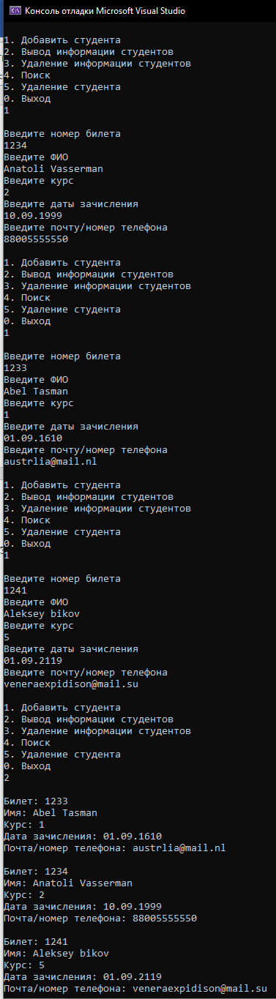 Консоль отладки Microsoft Visual Studio
1. Добавить студента
2. Вывод информации студентов
3. Удаление информации студентов
4. Поиск
5. Удаление студента
0. Выход
1
Введите номер билета
1234
Введите ФИО
Anatoli Vasserman
Введите курс
2
Введите даты зачисления
10.09.1999
Введите почту/номер телефона
88005555550
1. Добавить студента
2. Вывод информации студентов
3. Удаление информации студентов
4. Поиск
5. Удаление студента
0. Выход
1
Введите номер билета
1233
Введите ФИО
Abel Tasman
Введите курс
1
Введите даты зачисления
01.09.1610
Введите почту/номер телефона
austrlia@mail.nl
1. Добавить студента
2. Вывод информации студентов
3. Удаление информации студентов
4. Поиск
5. Удаление студента
0. Выход
1
Введите номер билета
1241
Введите ФИО
Aleksey bikov
Введите курс
5
Введите даты зачисления
01.09.2119
Введите почту/номер телефона
veneraexpidison@mail.su
1. Добавить студента
2. Вывод информации студентов
3. Удаление информации студентов
4. Поиск
5. Удаление студента
0. Выход
2
Билет: 1233
Имя: Abel Tasman
Курс: 1
Дата зачисления: 01.09.1610
Почта/номер телефона: austrlia@mail.nl
Билет: 1234
Имя: Anatoli Vasserman
Курс: 2
Дата зачисления: 10.09.1999
Почта/номер телефона: 88005555550
Билет: 1241
Имя: Aleksey bikov
Курс: 5
Дата зачисления: 01.09.2119
Почта/номер телефона: veneraexpidison@mail.su